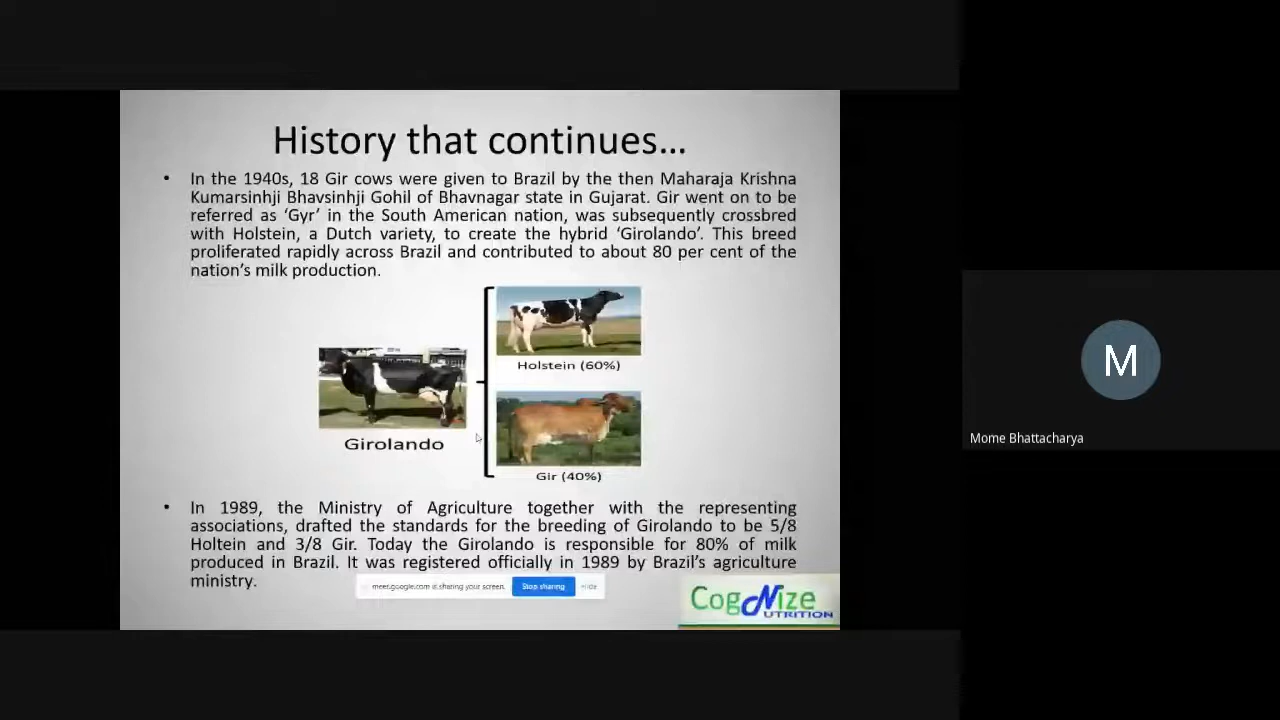 History that continues...
• In the 1940s, 18 Gir cows were given to Brazil by the then Maharaja Krishna
Kumarsinhji Bhavsinhji Gohil of Bhavnagar state in Gujarat. Gir went on to be
referred as ‘Gyr’ in the South American nation, was subsequently crossbred
with Holstein, a Dutch variety, to create the hybrid ‘Girolando’. This breed
proliferated rapidly across Brazil and contributed to about 80 per cent of the
nation’s milk production.
Holstein (60%)
Girolando
Gir (40%)
• In 1989, the Ministry of Agriculture together with the representing
associations, drafted the standards for the breeding of Girolando to be 5/8
Holtein and 3/8 Gir. Today the Girolando is responsible for 80% of milk
produced in Brazil. It was registered officially in 1989 by Brazil’s agriculture
ministry.
meet.google.com is sharing your screen. Stop sharing Hide
CogNize
NUTRITION
M
Mome Bhattacharya